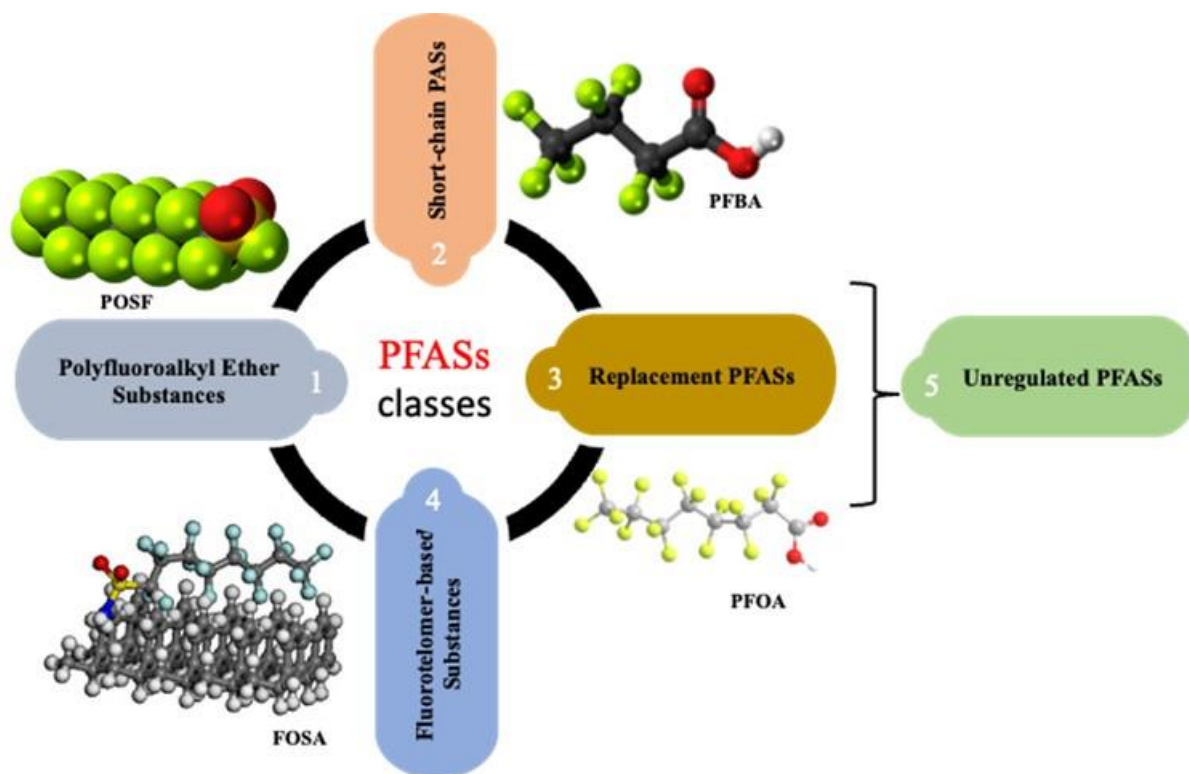 Short-chain PASs
2
PFBA
POSF
Polyfluoroalkyl Ether
Substances
1
PFASs
classes
3
Replacement PFASs
5
Unregulated PFASs
4
Fluorotelomer-based
Substances
PFOA
FOSA